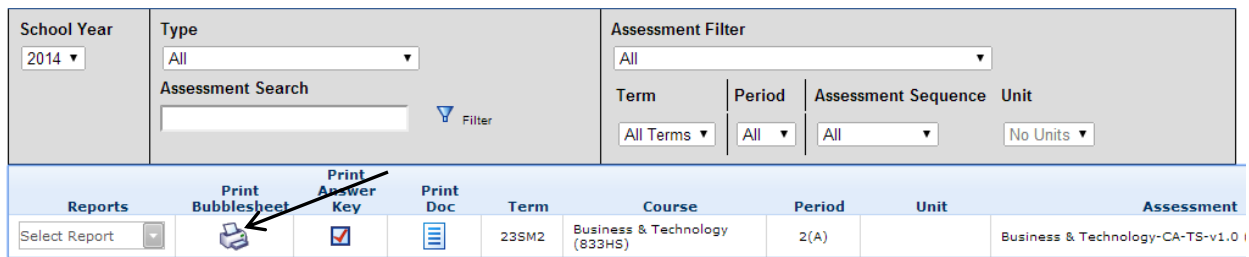 School Year
Type
Assessment Filter
2014
All
All
Assessment Search
Filter
Term
Period
Assessment Sequence
Unit
All Terms
All
All
No Units
Reports
Print
Bubblesheet
Print
Answer
Key
Print
Doc
Term
Course
Period
Unit
Assessment
Select Report
23SM2
Business & Technology
(833HS)
2(A)
Business & Technology-CA-TS-v1.0 (